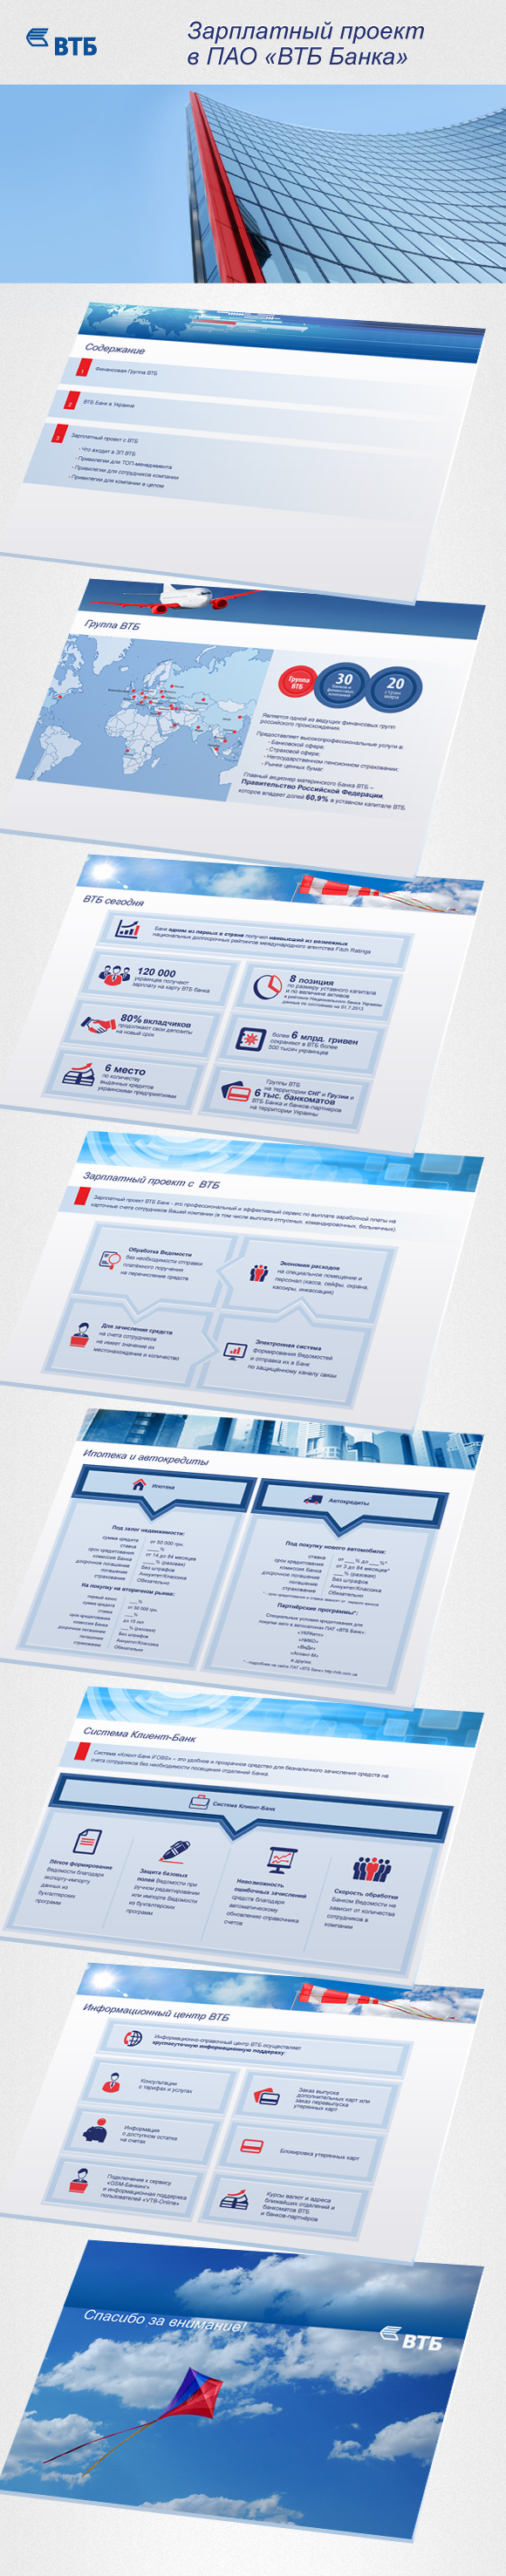 ВТБ
Зарплатный проект
в ПАО «ВТБ Банка»
Содержание
1
Финансовая Группа ВТБ
2
ВТБ Банк в Украине
3
Зарплатный проект с ВТБ
- Что входит в ЗП ВТБ
- Привилегии для ТОП-менеджмента
- Привилегии для сотрудников компании
- Привилегии для компании в целом
Группа ВТБ
Группа
ВТБ
30
20
Является одной из ведущих финансовых групп
российского происхождения.
Предоставляет высокопрофессиональные услуги в:
- Банковской сфере;
- Страховой сфере;
- Негосударственном пенсионном страховании;
- Рынке ценных бумаг
Главный акционер материнского Банка ВТБ –
Правительство Российской Федерации,
которое владеет долей 60,9% в уставном капитале ВТБ.
ВТБ сегодня
Банк одним из первых в стране получил наивысший из возможных
национальных долгосрочных рейтингов международного агентства Fitch Ratings
120 000
украинцев получают
зарплату на карту ВТБ Банка
8 позиция
по размеру уставного капитала
и по величине активов
в рейтинге Национального банка Украины
данные по состоянию на 01.7.2013
80% вкладчиков
продолжают свои депозиты
на новый срок
более 6 млрд. гривен
сохраняют в ВТБ более
500 тысяч украинцев
6 место
по количеству
выданных кредитов
украинскими предприятиями
Группы ВТБ
на территории СНГ и Грузии и
6 тыс. банкоматов
ВТБ Банка и банков-партнеров
на территории Украины
Зарплатный проект с ВТБ
Зарплатный проект ВТБ Банк - это профессиональный и эффективный сервис по выплате заработной платы на
карточные счета сотрудников Вашей компании (в том числе выплата отпускных, командировочных, больничных).
Обработка Ведомости
без необходимости отправки
платёжного поручения
на перечисление средств
Экономия расходов
на специальное помещение и
персонал (касса, сейфы, охрана,
кассиры, инкассация)
Для зачисления средств
на счета сотрудников
не имеет значение их
местонахождение и количество
Электронная система
формирования Ведомостей
и отправка их в Банк
по защищённому каналу связи
Ипотека и автокредиты
Ипотека
Автокредиты
Под залог недвижимости:
сумма кредита от 50 000 грн.
ставка ___ %
срок кредитования от 14 до 84 месяцев
комиссия Банка ___ % (разовая)
досрочное погашение Без штрафов
погашение Аннуитет/Классика
страхование Обязательно
На покупку на вторичном рынке:
первый взнос ___ %
сумма кредита от 50 000 грн.
ставка ___ %
срок кредитования до 15 лет
комиссия Банка ___ % (разовая)
досрочное погашение Без штрафов
погашение Аннуитет/Классика
страхование Обязательно
Под покупку нового автомобиля:
ставка от ___ % до ___ %*
срок кредитования от 3 до 84 месяцев*
комиссия Банка ___ % (разовая)
досрочное погашение Без штрафов
погашение Аннуитет/Классика
страхование Обязательно
*...срок кредитования и ставка зависят от первого взноса
Партнёрские программы*:
Специальные условия кредитования для
покупки авто в автосалонах ПАТ «ВТБ Банк»:
«УкрАвто»
«НИКО»
«ВиДи»
«Атлант-М»
и другие.
*...подробнее на сайте ПАТ «ВТБ Банк» http://vtb.com.ua
Система Клиент-Банк
Система «Клиент-Банк iFOBS» – это удобное и прозрачное средство для безналичного зачисления средств на
счета сотрудников без необходимости посещения отделений Банка.
Система Клиент-Банк
Лёгкое формирование
Ведомости благодаря
экспорту-импорту
данных из
бухгалтерских
программ
Защита базовых
полей Ведомости при
ручном редактировании
или импорте Ведомости
из бухгалтерских
программ
Невозможность
ошибочных зачислений
средств благодаря
автоматическому
обновлению справочника
счетов
Скорость обработки
Банком Ведомости не
зависит от количества
сотрудников в
компании
Информационный центр ВТБ
Информационно-справочный центр ВТБ осуществляет
круглосуточную информационную поддержку
Консультации
о тарифах и услугах
Заказ выпуска
дополнительных карт или
заказ перевыпуска
утерянных карт
Информация
о доступном остатке
на счетах
Блокировка утерянных карт
Подключение к сервису
«GSM-Банкинг»
и информационная поддержка
пользователей «VTB-Online»
Курсы валют и адреса
ближайших отделений и
банкоматов ВТБ
и банков-партнёров
Спасибо за внимание!
ВТБ